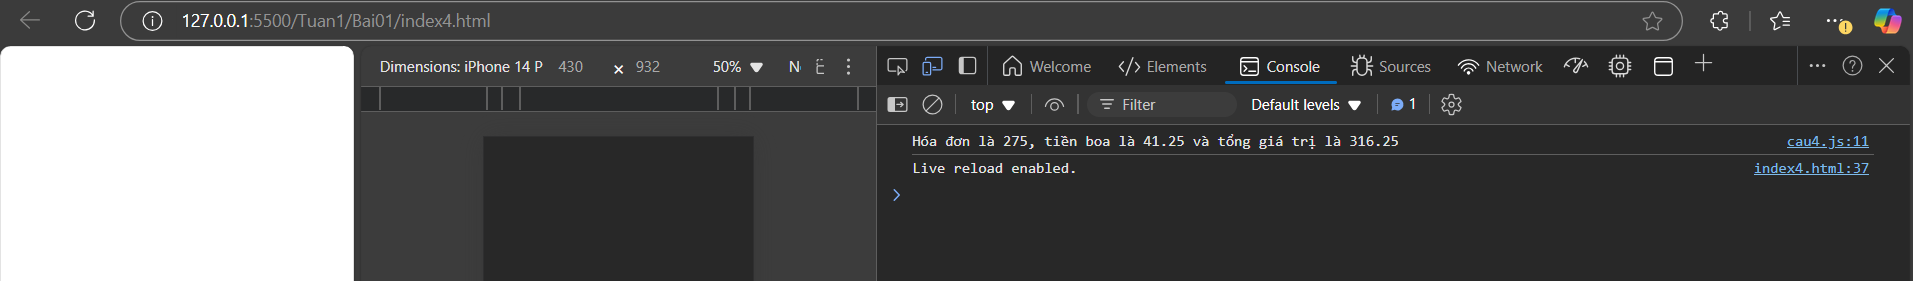 127.0.0.1:5500/Tuan1/Bai01/index4.html
Dimensions: iPhone 14 P 430 × 932 50%
Welcome Elements Console Sources Network
top Filter Default levels 1
Hóa đơn là 275, tiền boa là 41.25 và tổng giá trị là 316.25 cau4.js:11
Live reload enabled. index4.html:37